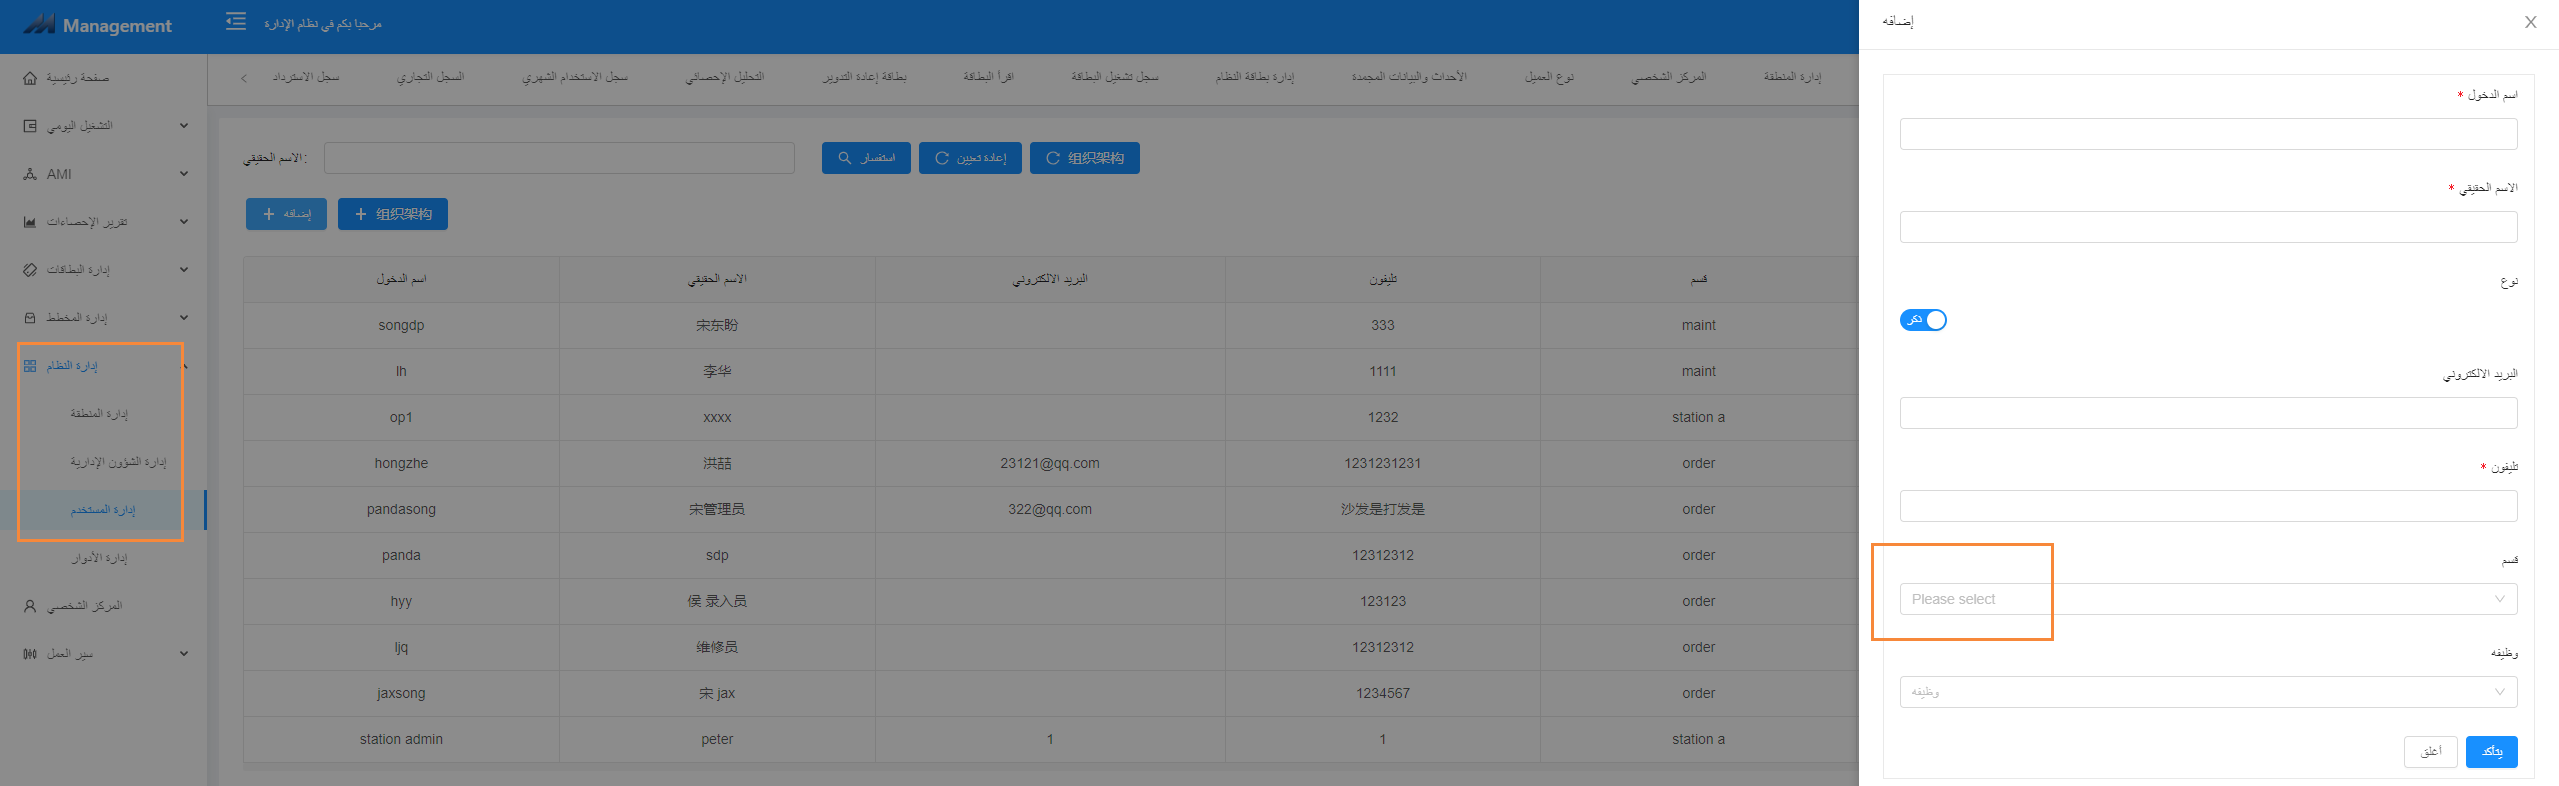 Management
مرحبا بكم في نظام الإدارة
صفحة رئيسية
التشغيل اليومي
AMI
تقرير الإحصاءات
إدارة البطاقات
إدارة المخطط
إدارة النظام
إدارة المنطقة
إدارة الشؤون الإدارية
إدارة المستخدم
إدارة الأدوار
المركز الشخصي
سير العمل
سجل الاسترداد
السجل التجاري
سجل الاستخدام الشهري
التحليل الإحصائي
بطاقة إعادة التدوير
اقرأ البطاقة
سجل تشغيل البطاقة
إدارة بطاقة النظام
الأحداث والبيانات المجمدة
المركز الشخصي
نوع العميل
إدارة المنطقة
الاسم الحقيقي :
استفسار
إعادة تعيين
组织架构
إضافه
组织架构
اسم الدخول الاسم الحقيقي البريد الالكتروني تليفون قسم
songdp 宋东盼 333 maint
lh 李华 1111 maint
op1 xxxx 1232 station a
hongzhe 洪喆 23121@qq.com 1231231231 order
pandasong 宋管理员 322@qq.com 沙发是打发是 order
panda sdp 12312312 order
hyy 侯 录入员 123123 order
ljq 维修员 12312312 order
jaxsong 宋 jax 1234567 order
station admin peter 1 1 station a
إضافه
اسم الدخول *
الاسم الحقيقي *
نوع
ذكر
البريد الالكتروني
تليفون *
قسم
Please select
وظيفه
وظيفه
أغلق
يتأكد